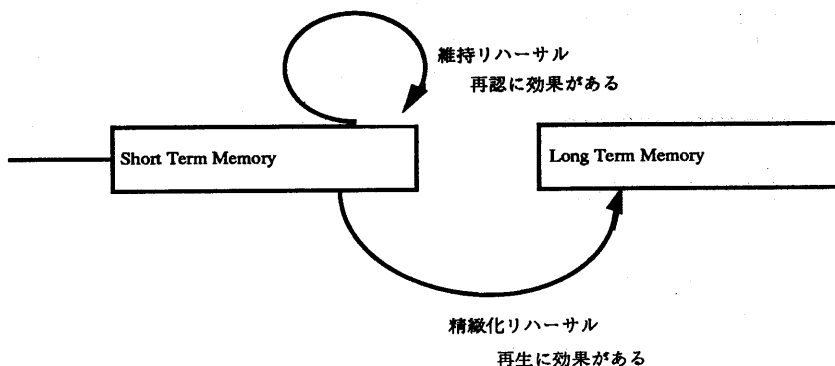 維持リハーサル
再認に効果がある
Short Term Memory
Long Term Memory
精緻化リハーサル
再生に効果がある